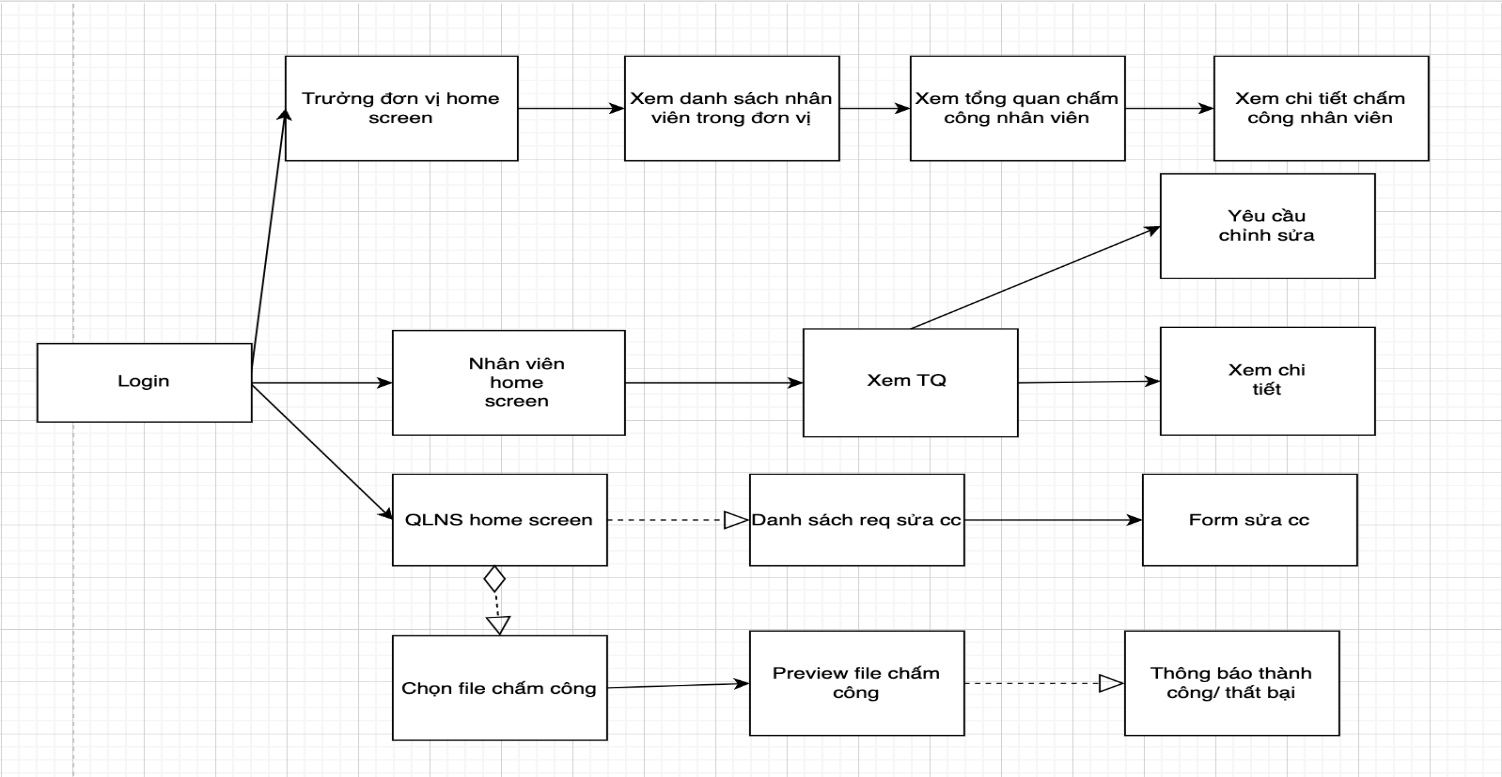 Trưởng đơn vị home
screen
Xem danh sách nhân
viên trong đơn vị
Xem tổng quan chấm
công nhân viên
Xem chi tiết chấm
công nhân viên
Yêu cầu
chỉnh sửa
Login
Nhân viên
home
screen
Xem TQ
Xem chi
tiết
QLNS home screen
Danh sách req sửa cc
Form sửa cc
Chọn file chấm công
Preview file chấm
công
Thông báo thành
công/ thất bại